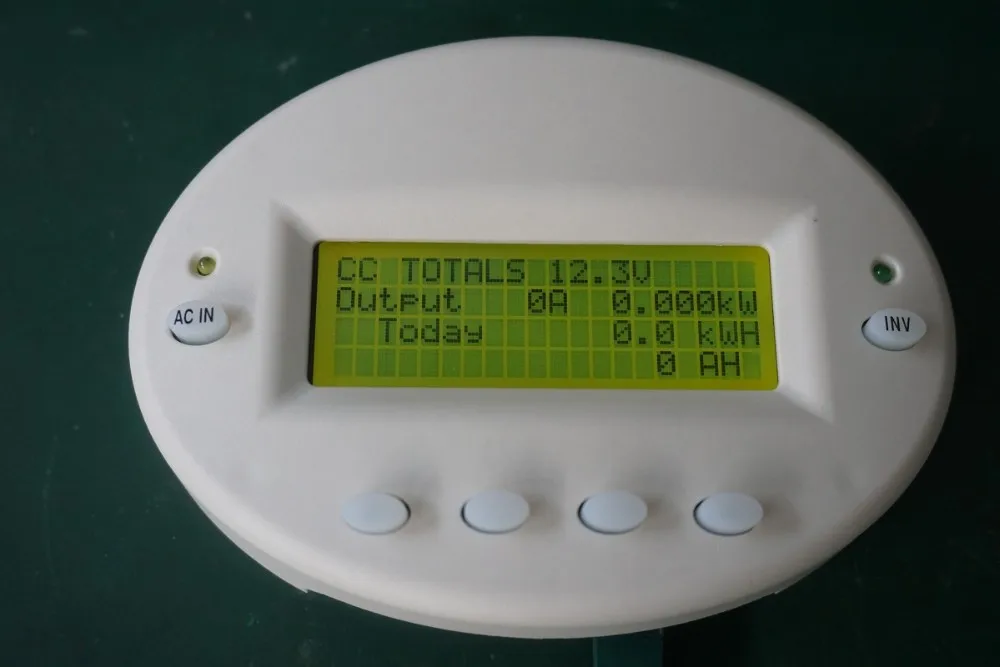 CC TOTALS 12.3V
Output 0A 0.000kW
Today 0.0 kWH
0 AH
AC IN
INV